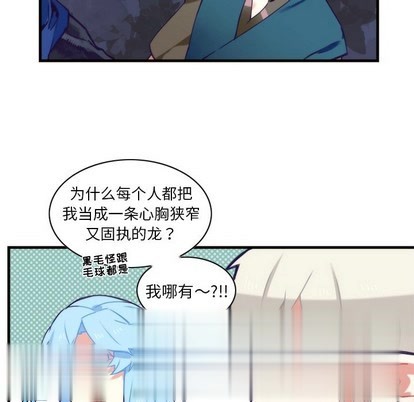 为什么每个人都把
我当成一条心胸狭窄
又固执的龙？
黑毛怪跟
毛球都是
我哪有～?!!